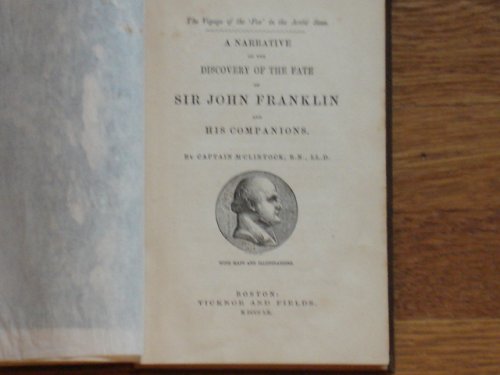 The Voyage of the 'Fox' in the Arctic Seas.
A NARRATIVE
OF THE
DISCOVERY OF THE FATE
OF
SIR JOHN FRANKLIN
AND
HIS COMPANIONS.
BY CAPTAIN M'CLINTOCK, R.N., LL.D.
WITH MAPS AND ILLUSTRATIONS.
BOSTON:
TICKNOR AND FIELDS,
MDCCCLX.